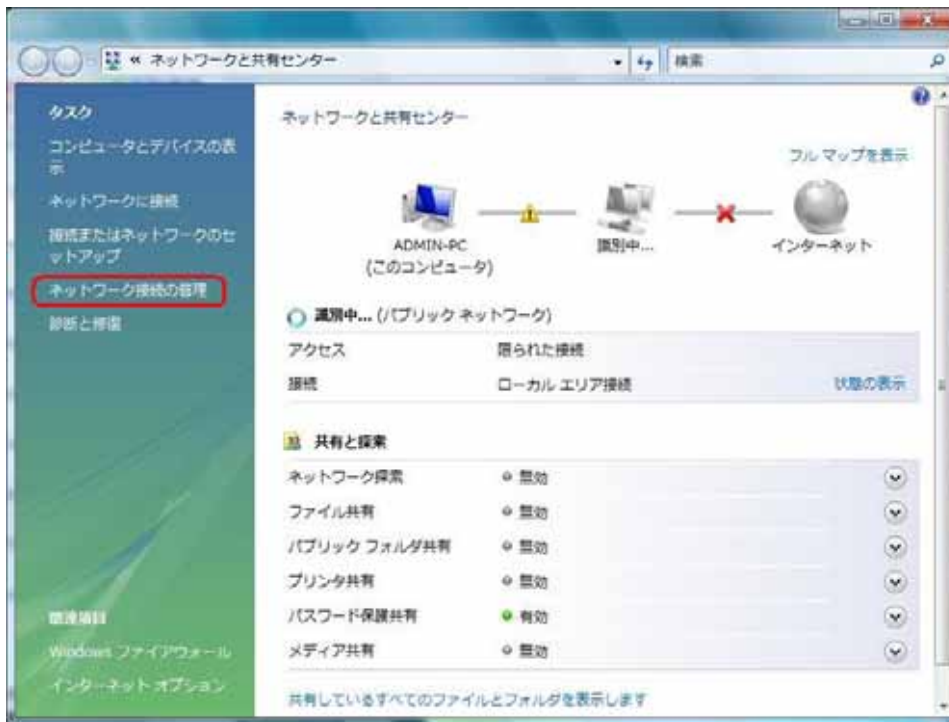 « ネットワークと共有センター
検索
タスク
コンピュータとデバイスの表
示
ネットワークに接続
接続またはネットワークのセ
ットアップ
ネットワーク接続の管理
診断と修復
関連項目
Windows ファイアウォール
インターネット オプション
ネットワークと共有センター
フル マップを表示
ADMIN-PC
(このコンピュータ)
識別中...
インターネット
識別中... (パブリック ネットワーク)
アクセス 限られた接続
接続 ローカル エリア接続 状態の表示
共有と探索
ネットワーク探索 無効
ファイル共有 無効
パブリック フォルダ共有 無効
プリンタ共有 無効
パスワード保護共有 有効
メディア共有 無効
共有しているすべてのファイルとフォルダを表示します